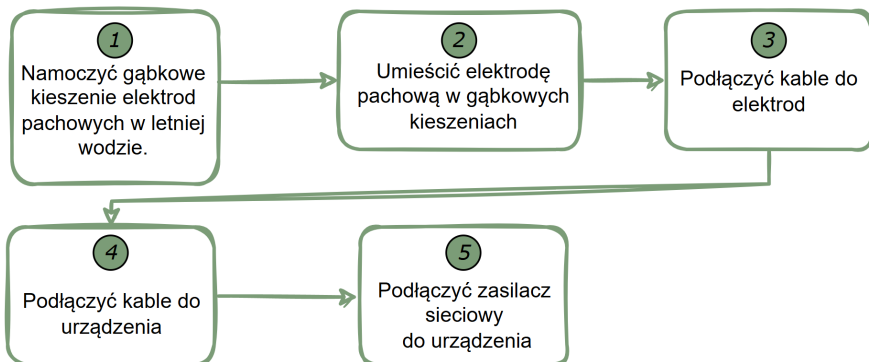 1
Namoczyć gąbkowe
kieszenie elektrod
pachowych w letniej
wodzie.
2
Umieścić elektrodę
pachową w gąbkowych
kieszeniach
3
Podłączyć kable do
elektrod
4
Podłączyć kable do
urządzenia
5
Podłączyć zasilacz
sieciowy
do urządzenia